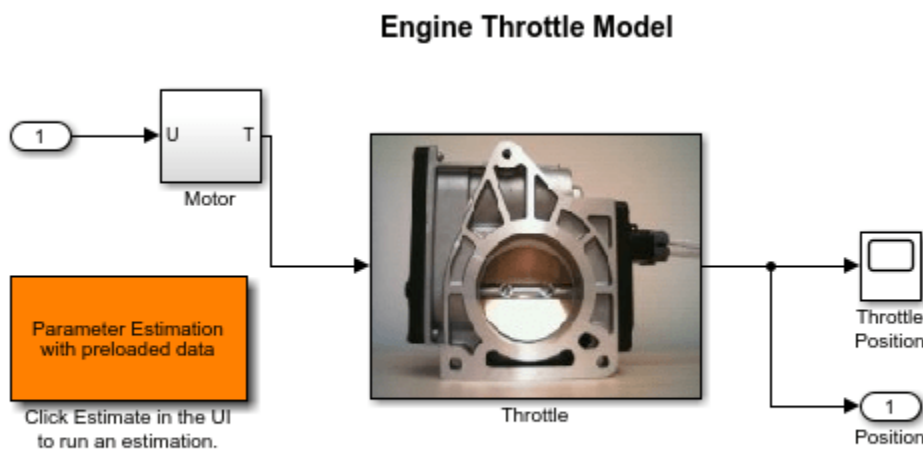 Engine Throttle Model
1
U
T
Motor
Throttle
Throttle
Position
1
Position
Parameter Estimation
with preloaded data
Click Estimate in the UI
to run an estimation.